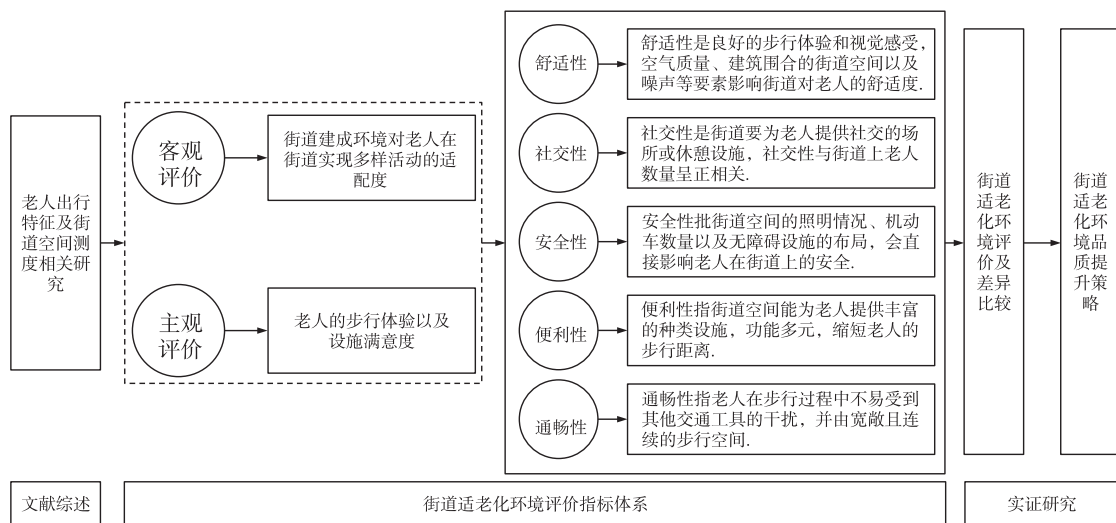 老人出行
特征及街
道空间测
度相关研
究
客观
评价
街道建成环境对老人在
街道实现多样活动的适
配度
主观
评价
老人的步行体验以及
设施满意度
舒适性
舒适性是良好的步行体验和视觉感受，
空气质量、建筑围合的街道空间以及
噪声等要素影响街道对老人的舒适度.
社交性
社交性是街道要为老人提供社交的场
所或休憩设施，社交性与街道上老人
数量呈正相关.
安全性
安全性批街道空间的照明情况、机动
车数量以及无障碍设施的布局，会直
接影响老人在街道上的安全.
便利性
便利性指街道空间能为老人提供丰富
的种类设施，功能多元，缩短老人的
步行距离.
通畅性
通畅性指老人在步行过程中不易受到
其他交通工具的干扰，并由宽敞且连
续的步行空间.
街道
适老
化环
境评
价及
差异
比较
街道
适老
化环
境品
质提
升策
略
文献综述
街道适老化环境评价指标体系
实证研究